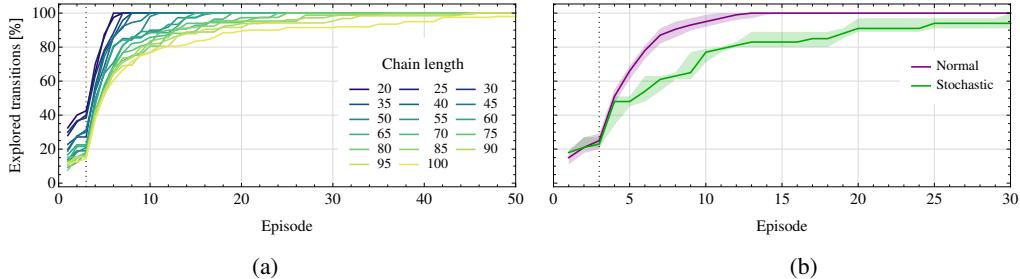 Explored transitions [%]
100
80
60
40
20
0
0 10 20 30 40 50
Episode
Chain length
20 25 30
35 40 45
50 55 60
65 70 75
80 85 90
95 100
(a)
0 5 10 15 20 25 30
Episode
Normal
Stochastic
(b)